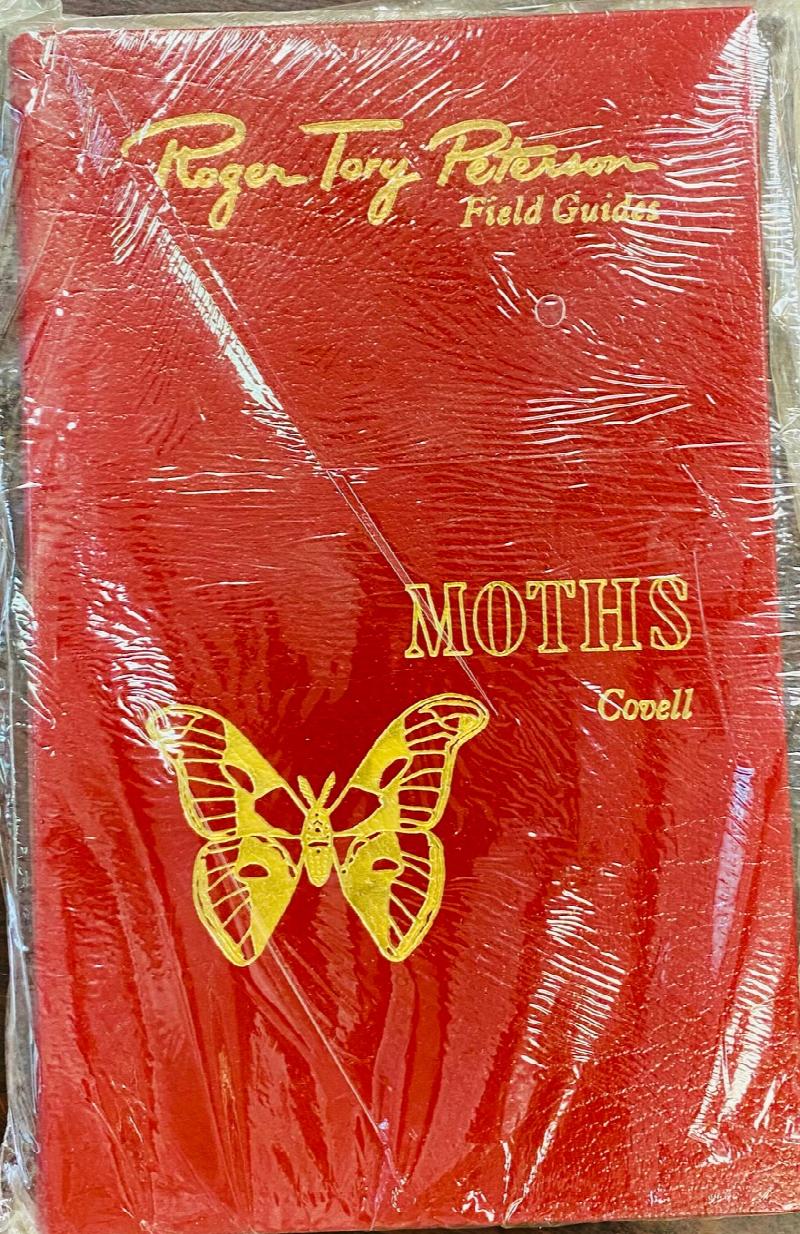 Roger Tory Peterson
Field Guides
MOTHS
Covell